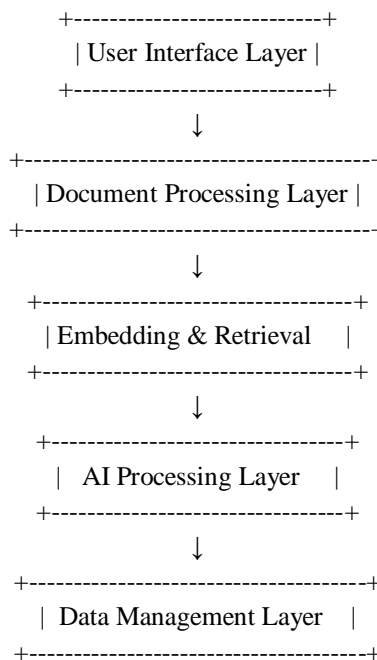 +----------------------------+
| User Interface Layer |
+----------------------------+
↓
+---------------------------------------+
| Document Processing Layer |
+---------------------------------------+
↓
+-----------------------------------+
| Embedding & Retrieval |
+-----------------------------------+
↓
+---------------------------------+
| AI Processing Layer |
+---------------------------------+
↓
+--------------------------------------+
| Data Management Layer |
+--------------------------------------+